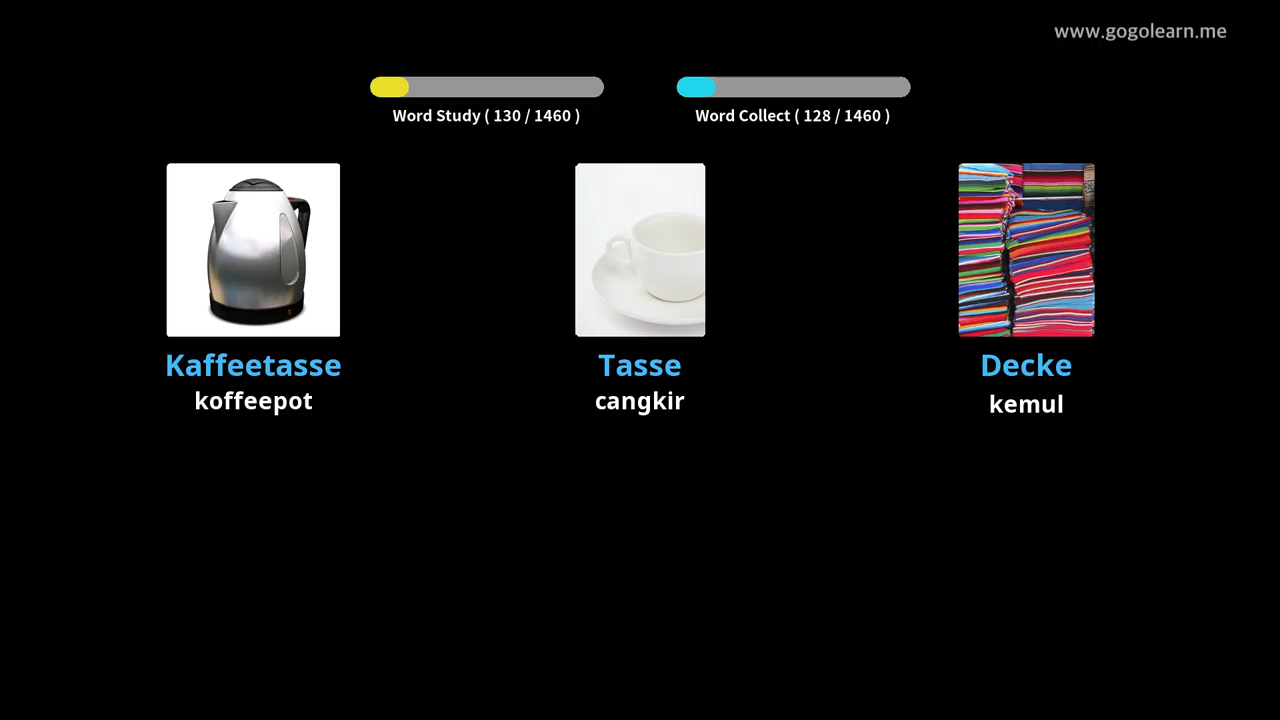 www.gogolearn.me
Word Study ( 130 / 1460 )
Word Collect ( 128 / 1460 )
Kaffeetasse
koffeepot
Tasse
cangkir
Decke
kemul